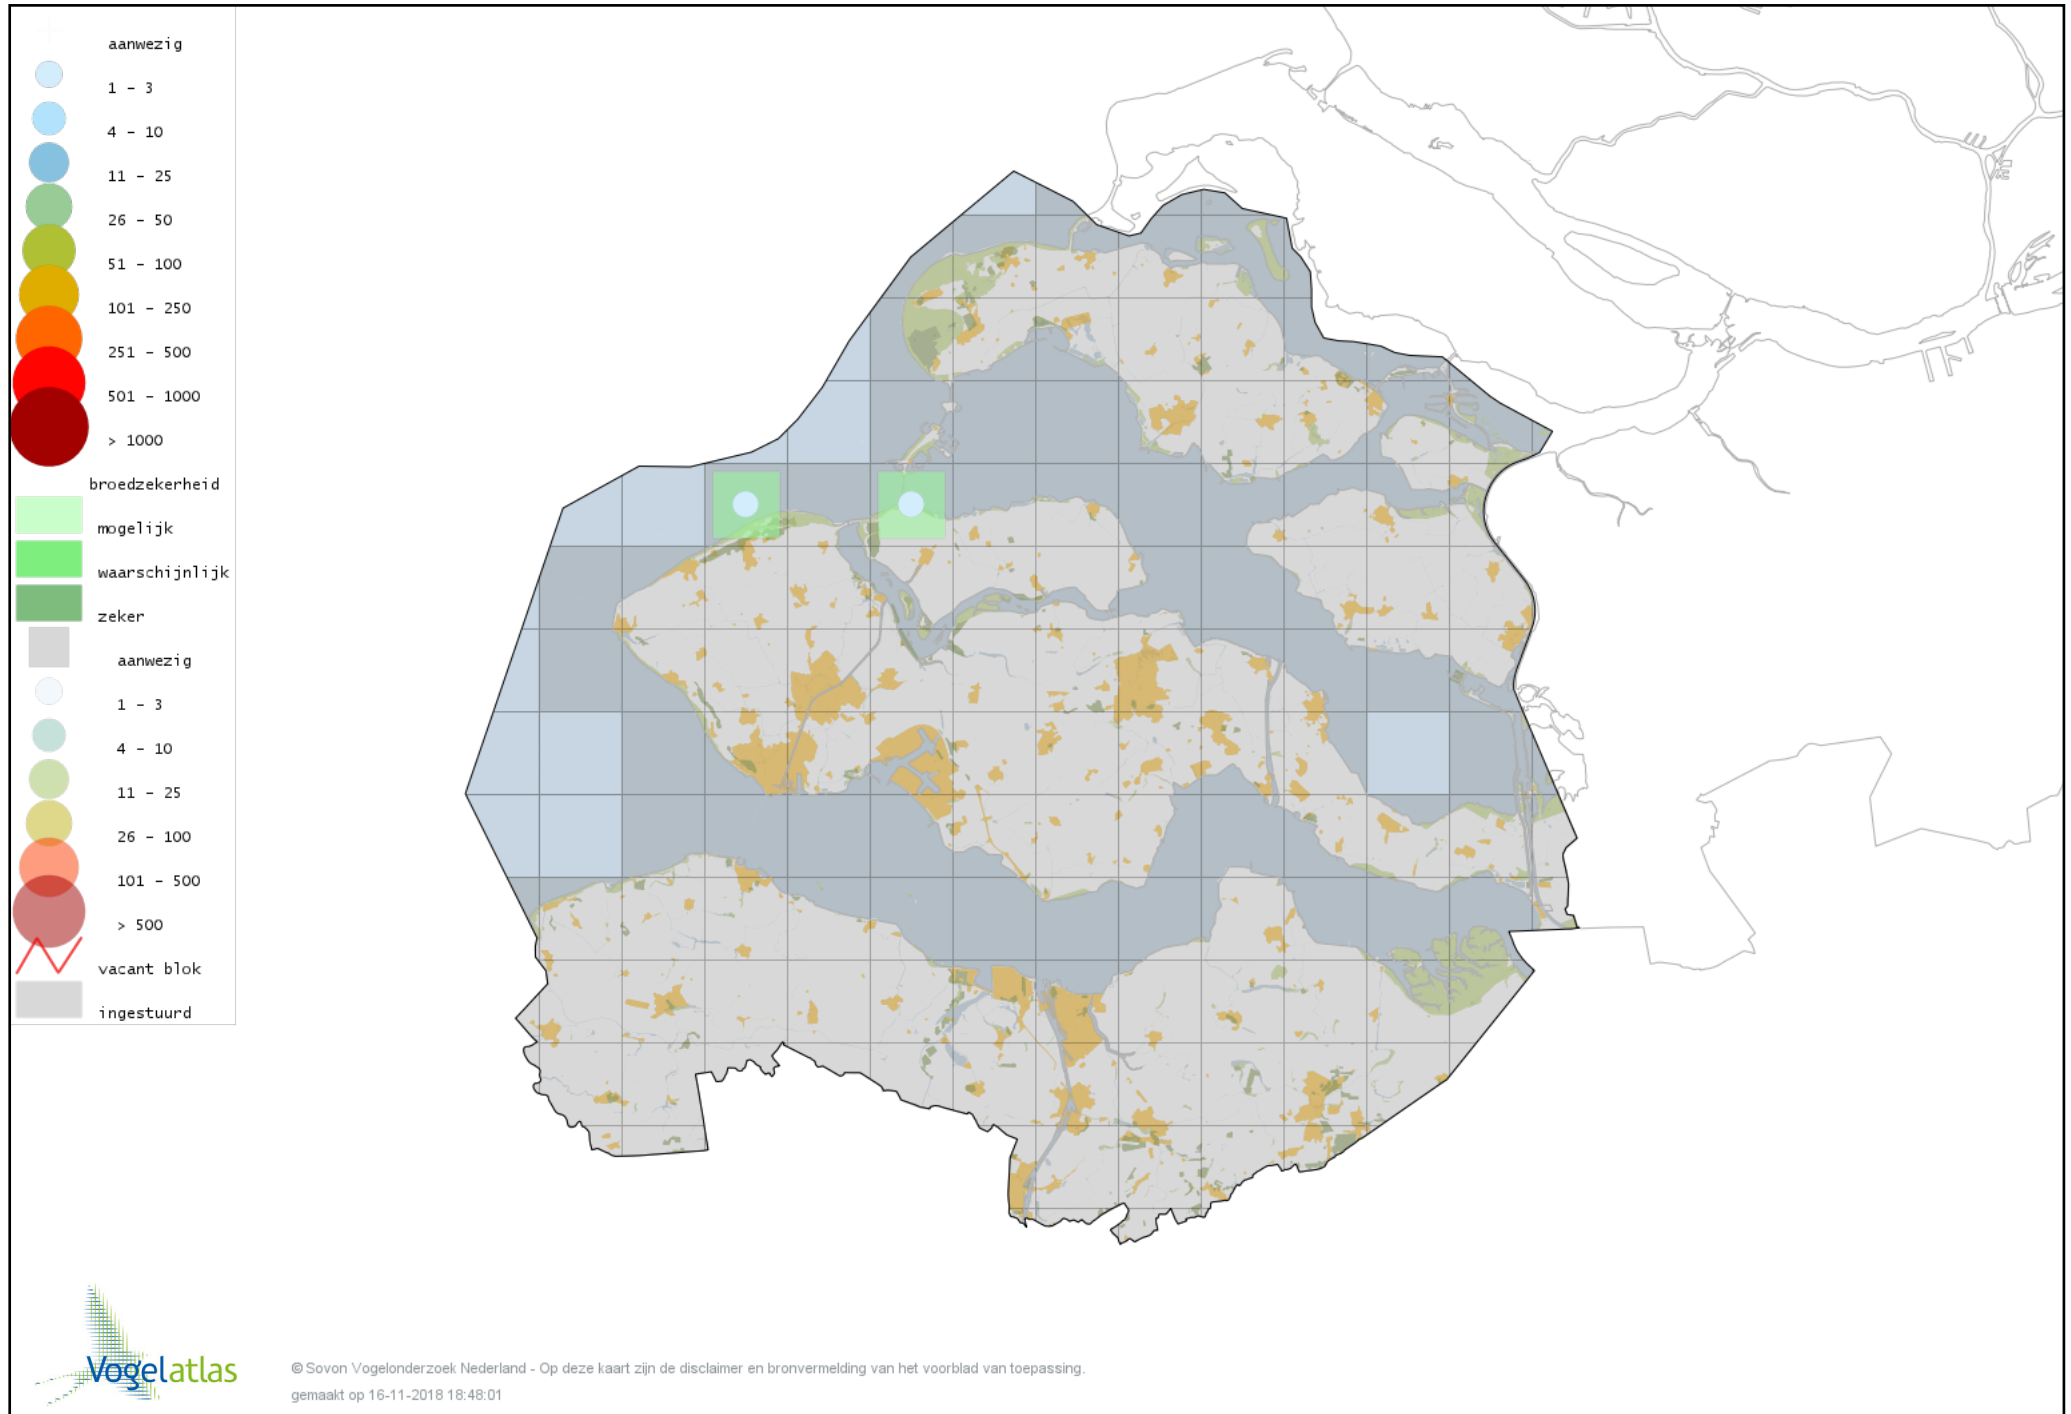 aanwezig
1 - 3
4 - 10
11 - 25
26 - 50
51 - 100
101 - 250
251 - 500
501 - 1000
> 1000
broedzekerheid
mogelijk
waarschijnlijk
zeker
aanwezig
1 - 3
4 - 10
11 - 25
26 - 100
101 - 500
> 500
vacant blok
ingestuurd
Vogelatlas
© Sovon Vogelonderzoek Nederland - Op deze kaart zijn de disclaimer en bronvermelding van het voorblad van toepassing.
gemaakt op 16-11-2018 18:48:01